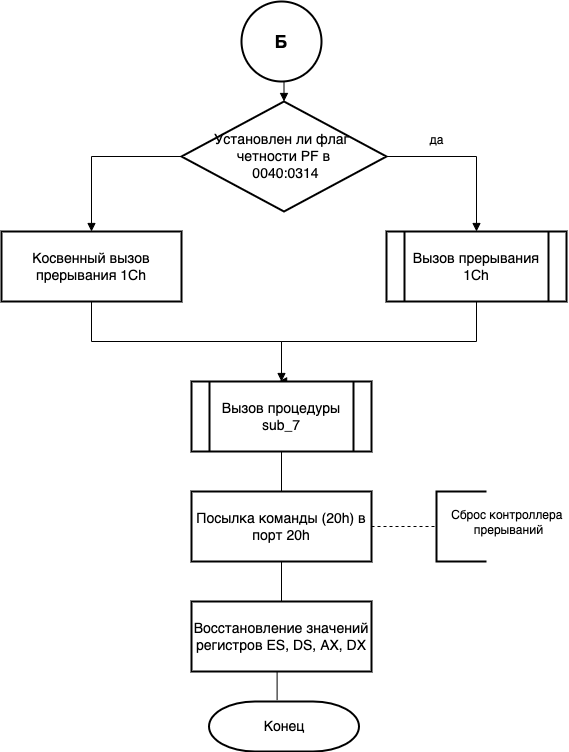 Б
Установлен ли флаг
четности PF в
0040:0314
да
Косвенный вызов
прерывания 1Ch
Вызов прерывания
1Ch
Вызов процедуры
sub_7
Посылка команды (20h) в
порт 20h
Сброс контроллера
прерываний
Восстановление значений
регистров ES, DS, AX, DX
Конец